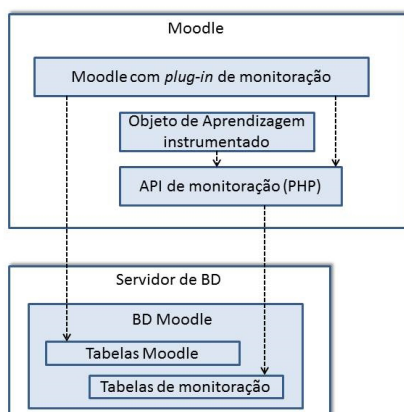 Moodle
Moodle com plug-in de monitoração
Objeto de Aprendizagem
instrumentado
API de monitoração (PHP)
Servidor de BD
BD Moodle
Tabelas Moodle
Tabelas de monitoração